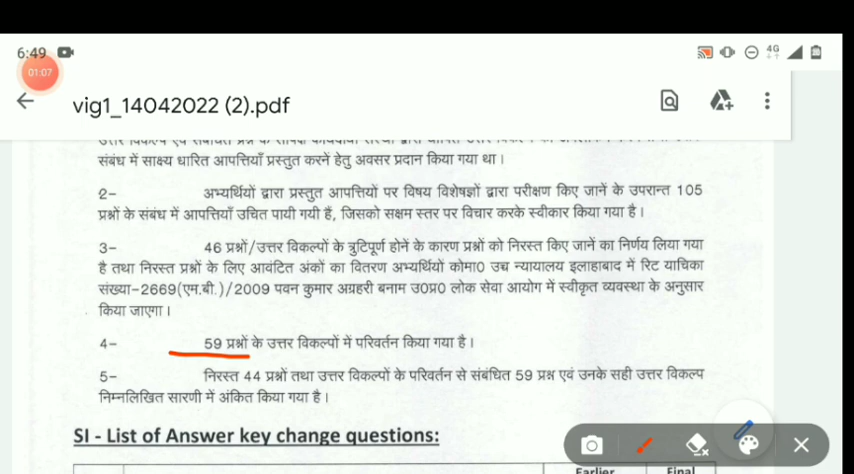 6:49
4G
01:07
vig1_14042022 (2).pdf
संबंध में साक्ष्य धारित आपत्तियाँ प्रस्तुत करनें हेतु अवसर प्रदान किया गया था।
2- अभ्यर्थियों द्वारा प्रस्तुत आपत्तियों पर विषय विशेषज्ञों द्वारा परीक्षण किए जानें के उपरान्त 105
प्रश्नों के संबंध में आपत्तियाँ उचित पायी गयी हैं, जिसको सक्षम स्तर पर विचार करके स्वीकार किया गया है।
3- 46 प्रश्नों/उत्तर विकल्पों के त्रुटिपूर्ण होनें के कारण प्रश्नों को निरस्त किए जानें का निर्णय लिया गया
है तथा निरस्त प्रश्नों के लिए आवंटित अंकों का वितरण अभ्यर्थियों कोमा0 उच्च न्यायालय इलाहाबाद में रिट याचिका
संख्या-2669(एम.बी.)/2009 पवन कुमार अग्रहरी बनाम उ0प्र0 लोक सेवा आयोग में स्वीकृत व्यवस्था के अनुसार
किया जाएगा।
4- 59 प्रश्नों के उत्तर विकल्पों में परिवर्तन किया गया है।
5- निरस्त 44 प्रश्नों तथा उत्तर विकल्पों के परिवर्तन से संबंधित 59 प्रश्न एवं उनके सही उत्तर विकल्प
निम्नलिखित सारणी में अंकित किया गया है।
SI - List of Answer key change questions:
Earlier Final